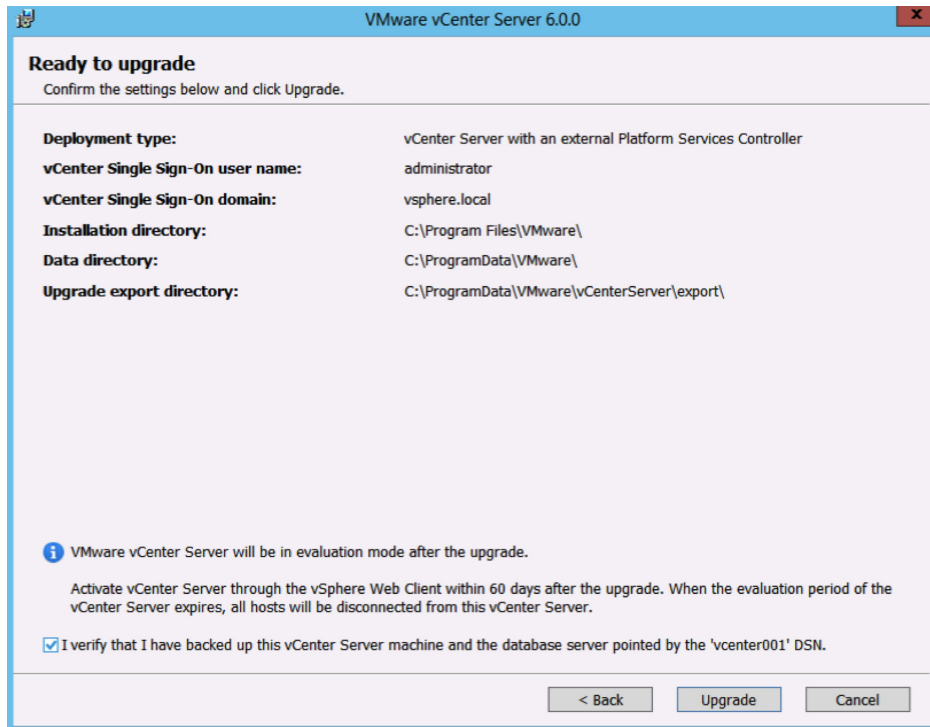 VMware vCenter Server 6.0.0
x
Ready to upgrade
Confirm the settings below and click Upgrade.
Deployment type: vCenter Server with an external Platform Services Controller
vCenter Single Sign-On user name: administrator
vCenter Single Sign-On domain: vsphere.local
Installation directory: C:\Program Files\VMware\
Data directory: C:\ProgramData\VMware\
Upgrade export directory: C:\ProgramData\VMware\vCenterServer\export\
VMware vCenter Server will be in evaluation mode after the upgrade.
Activate vCenter Server through the vSphere Web Client within 60 days after the upgrade. When the evaluation period of the
vCenter Server expires, all hosts will be disconnected from this vCenter Server.
I verify that I have backed up this vCenter Server machine and the database server pointed by the 'vcenter001' DSN.
< Back Upgrade Cancel